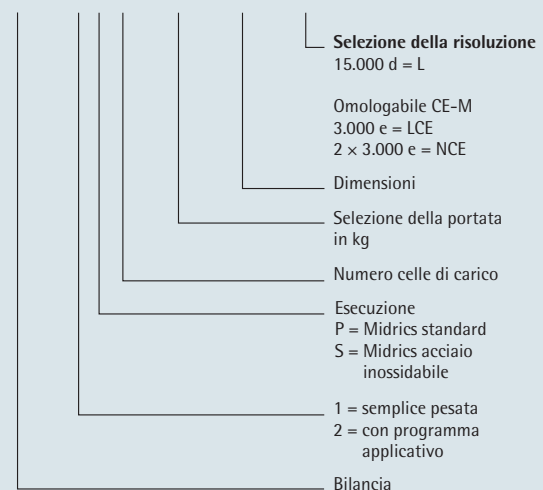 Selezione della risoluzione
15.000 d = L
Omologabile CE-M
3.000 e = LCE
2 × 3.000 e = NCE
Dimensioni
Selezione della portata
in kg
Numero celle di carico
Esecuzione
P = Midrics standard
S = Midrics acciaio
inossidabile
1 = semplice pesata
2 = con programma
applicativo
Bilancia